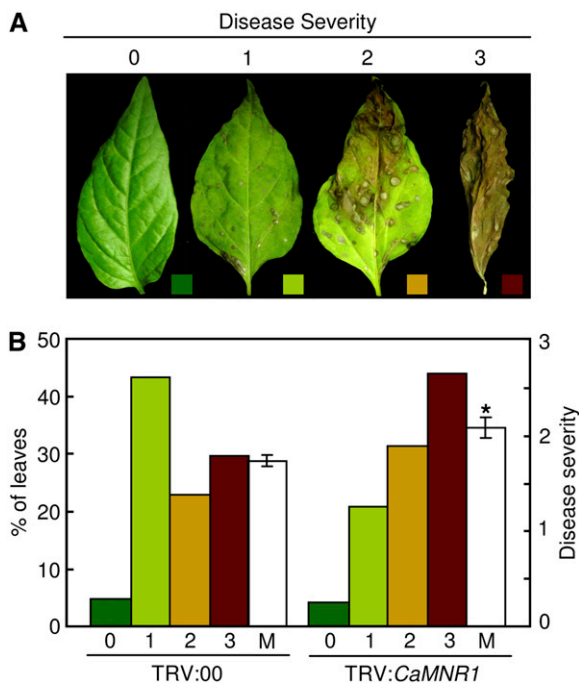 A
Disease Severity
0 1 2 3
B
% of leaves
50
40
30
20
10
0
3
2
1
0
Disease severity
*
0 1 2 3 M 0 1 2 3 M
TRV:00 TRV:CaMNR1